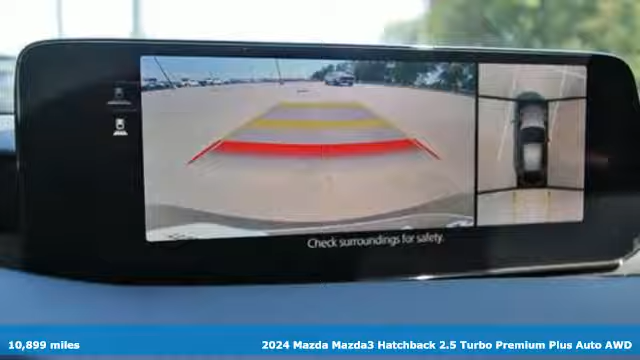 Check surroundings for safety.
10,899 miles
2024 Mazda Mazda3 Hatchback 2.5 Turbo Premium Plus Auto AWD